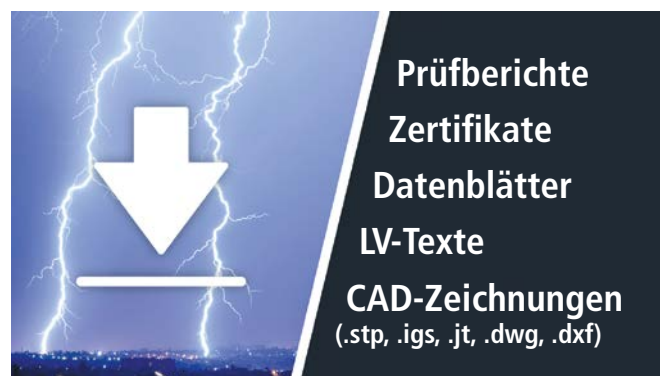 Prüfberichte
Zertifikate
Datenblätter
LV-Texte
CAD-Zeichnungen
(.stp, .igs, .jt, .dwg, .dxf)